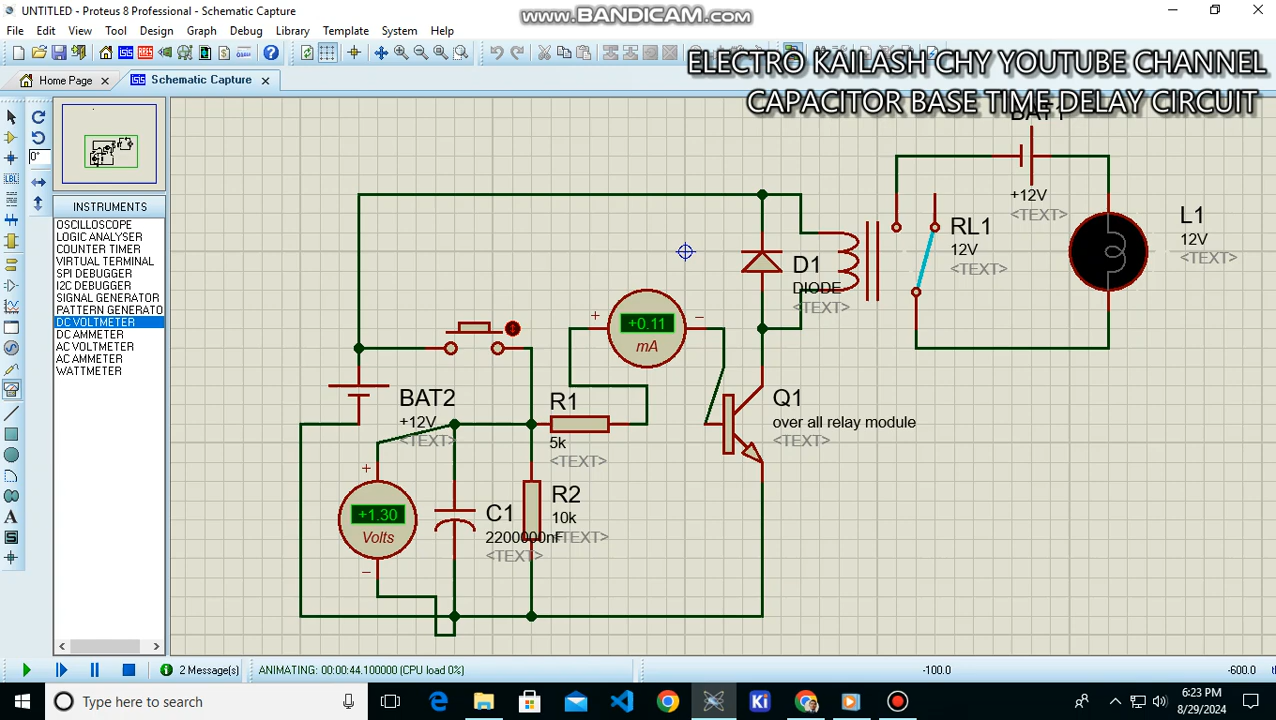 UNTITLED - Proteus 8 Professional - Schematic Capture
www.BANDICAM.com
File Edit View Tool Design Graph Debug Library Template System Help
ELECTRO KAILASH CHY YOUTUBE CHANNEL
Home Page
Schematic Capture
CAPACITOR BASE TIME DELAY CIRCUIT
0°
LBL
INSTRUMENTS
OSCILLOSCOPE
LOGIC ANALYSER
COUNTER TIMER
VIRTUAL TERMINAL
SPI DEBUGGER
I2C DEBUGGER
SIGNAL GENERATOR
PATTERN GENERATO
DC VOLTMETER
DC AMMETER
AC VOLTMETER
AC AMMETER
WATTMETER
BAT1
+12V
<TEXT>
RL1
12V
<TEXT>
L1
12V
<TEXT>
D1
DIODE
<TEXT>
+0.11
mA
BAT2
+12V
<TEXT>
R1
5k
<TEXT>
Q1
over all relay module
<TEXT>
+1.30
Volts
C1
2200000nF
<TEXT>
R2
10k
<TEXT>
2 Message(s)
ANIMATING: 00:00:44.100000 (CPU load 0%)
-100.0
-600.0
th
Type here to search
6:23 PM
8/29/2024